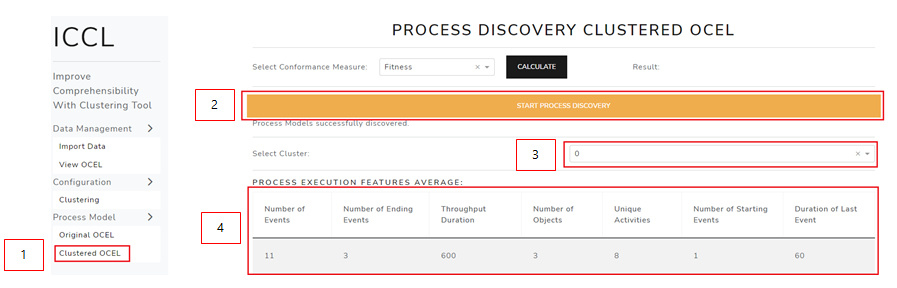 ICCL
Improve
Comprehensibility
With Clustering Tool
Data Management
Import Data
View OCEL
Configuration
Clustering
Process Model
Original OCEL
1
Clustered OCEL
PROCESS DISCOVERY CLUSTERED OCEL
Select Conformance Measure: Fitness × CALCULATE Result:
2
START PROCESS DISCOVERY
Process Models successfully discovered.
Select Cluster: 3 0 ×
PROCESS EXECUTION FEATURES AVERAGE:
4
Number of Events Number of Ending Events Throughput Duration Number of Objects Unique Activities Number of Starting Events Duration of Last Event
11 3 600 3 8 1 60